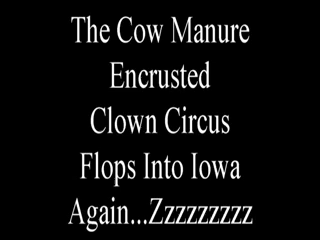 The Cow Manure
Encrusted
Clown Circus
Flops Into Iowa
Again...Zzzzzzzzz